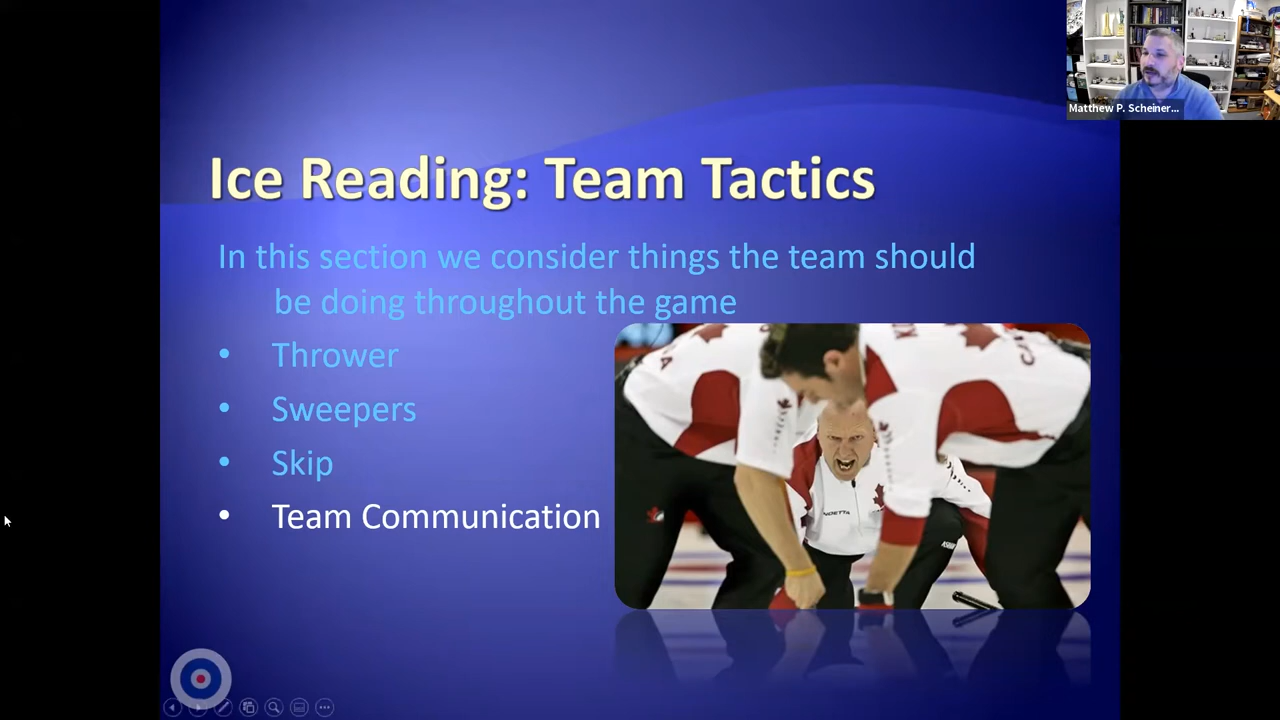 Matthew P. Scheiner...
Ice Reading: Team Tactics
In this section we consider things the team should
be doing throughout the game
• Thrower
• Sweepers
• Skip
• Team Communication